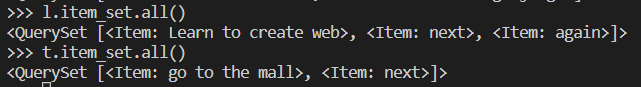 >>> l.item_set.all()
<QuerySet [<Item: Learn to create web>, <Item: next>, <Item: again>]>
>>> t.item_set.all()
<QuerySet [<Item: go to the mall>, <Item: next>]>